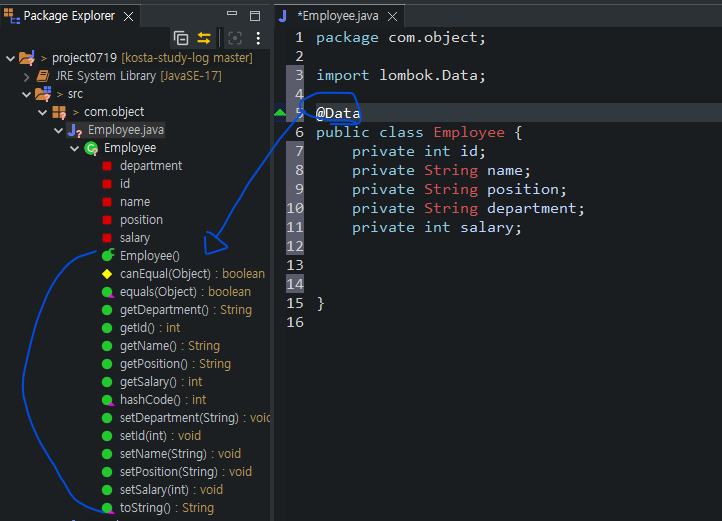 Package Explorer
project0719 [kosta-study-log master]
JRE System Library [JavaSE-17]
src
com.object
Employee.java
Employee
department
id
name
position
salary
Employee()
canEqual(Object) : boolean
equals(Object) : boolean
getDepartment() : String
getId() : int
getName() : String
getPosition() : String
getSalary() : int
hashCode() : int
setDepartment(String) : void
setId(int) : void
setName(String) : void
setPosition(String) : void
setSalary(int) : void
toString() : String
*Employee.java
1 package com.object;
2
3 import lombok.Data;
4
5 @Data
6 public class Employee {
7 private int id;
8 private String name;
9 private String position;
10 private String department;
11 private int salary;
12
13
14
15 }
16